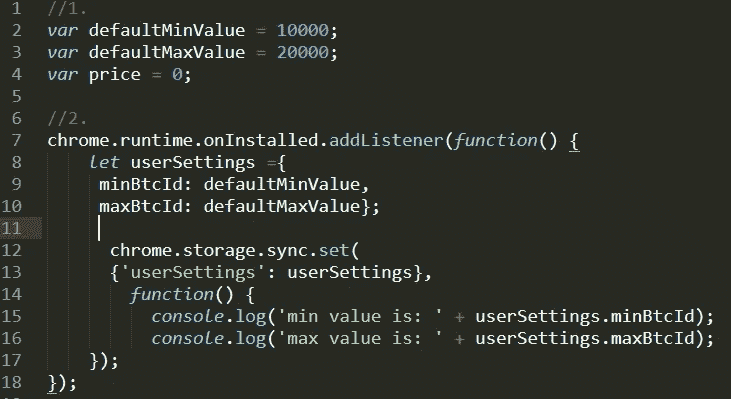 1 //1.
2 var defaultMinValue = 10000;
3 var defaultMaxValue = 20000;
4 var price = 0;
5
6 //2.
7 chrome.runtime.onInstalled.addListener(function() {
8 let userSettings ={
9 minBtcId: defaultMinValue,
10 maxBtcId: defaultMaxValue};
11
12 chrome.storage.sync.set(
13 {'userSettings': userSettings},
14 function() {
15 console.log('min value is: ' + userSettings.minBtcId);
16 console.log('max value is: ' + userSettings.maxBtcId);
17 });
18 });